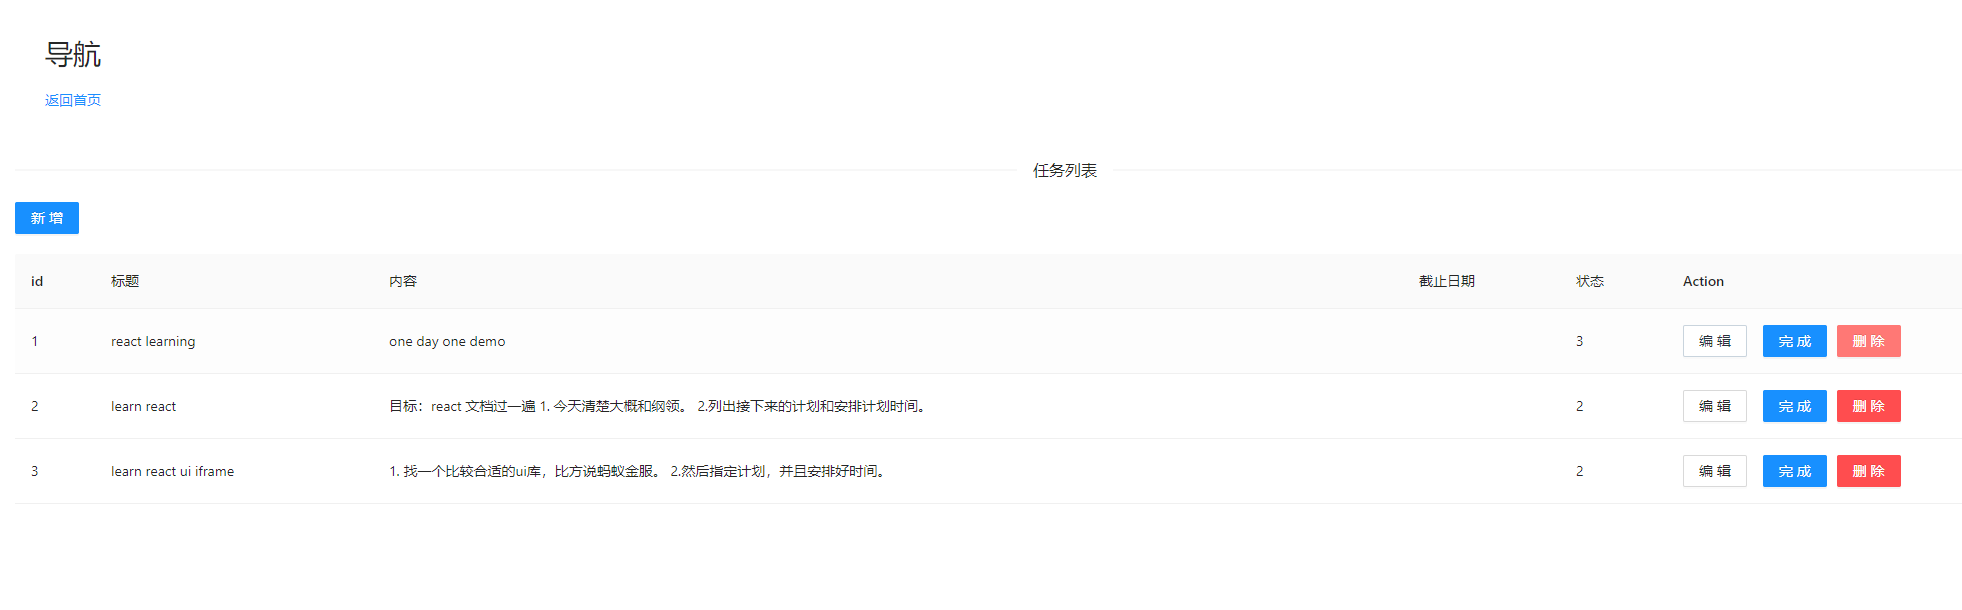 导航
返回首页
任务列表
新 增
id 标题 内容 截止日期 状态 Action
1 react learning one day one demo 3 编 辑 完 成 删 除
2 learn react 目标：react 文档过一遍 1. 今天清楚大概和纲领。 2.列出接下来的计划和安排计划时间。 2 编 辑 完 成 删 除
3 learn react ui iframe 1. 找一个比较合适的ui库，比方说蚂蚁金服。 2.然后指定计划，并且安排好时间。 2 编 辑 完 成 删 除